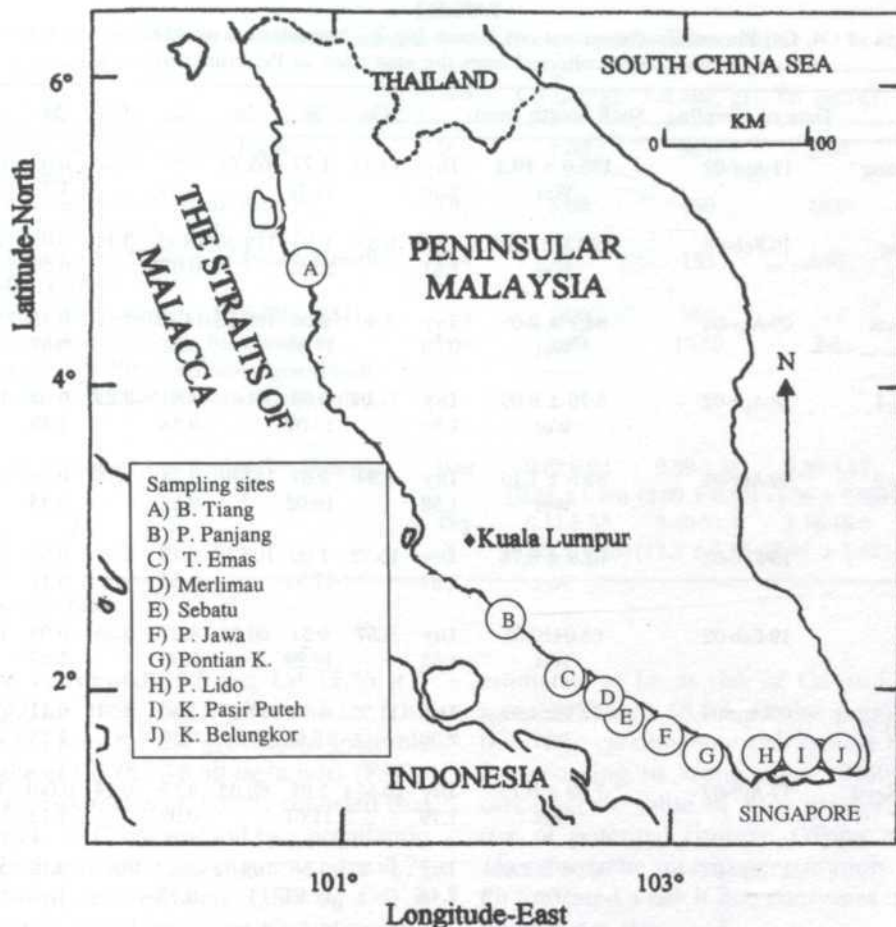 6°
THAILAND
SOUTH CHINA SEA
KM
0
100
Latitude-North
THE STRAITS OF
MALACCA
A
PENINSULAR
MALAYSIA
N
4°
Sampling sites
A) B. Tiang
B) P. Panjang
C) T. Emas
D) Merlimau
E) Sebatu
F) P. Jawa
G) Pontian K.
H) P. Lido
I) K. Pasir Puteh
J) K. Belungkor
Kuala Lumpur
B
C
D
E
F
G
H
I
J
2°
INDONESIA
SINGAPORE
101°
103°
Longitude-East